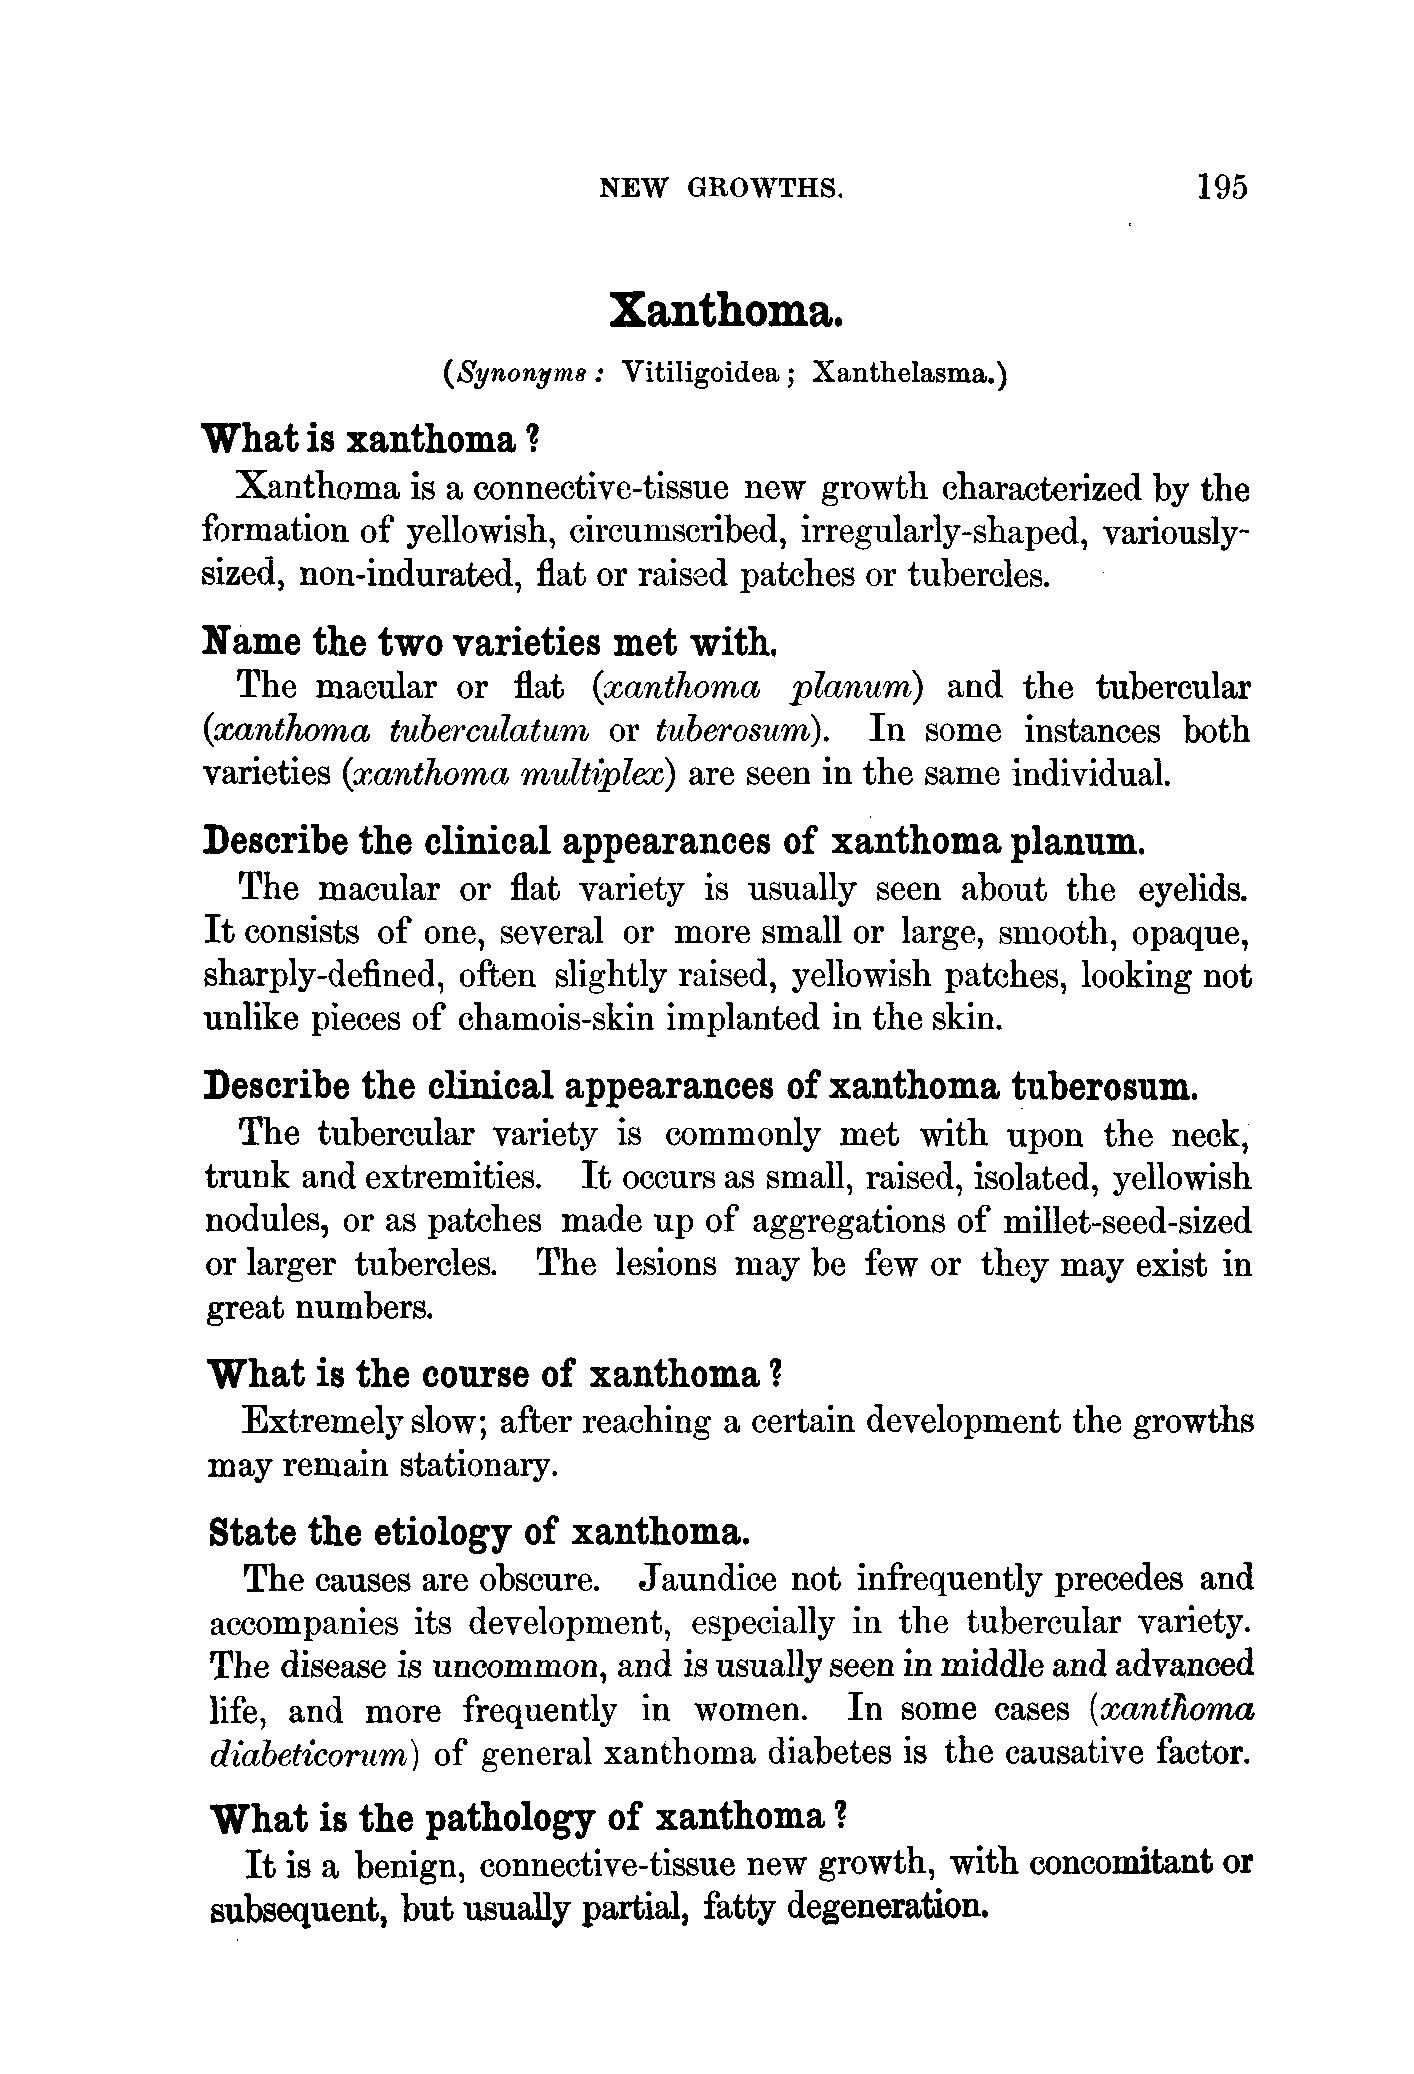 NEW GROWTHS. 195
Xanthoma.
(Synonyms: Vitiligoidea; Xanthelasma.)
What is xanthoma?
Xanthoma is a connective-tissue new growth characterized by the
formation of yellowish, circumscribed, irregularly-shaped, variously-
sized, non-indurated, flat or raised patches or tubercles.
Name the two varieties met with.
The macular or flat (xanthoma planum) and the tubercular
(xanthoma tuberculatum or tuberosum). In some instances both
varieties (xanthoma multiplex) are seen in the same individual.
Describe the clinical appearances of xanthoma planum.
The macular or flat variety is usually seen about the eyelids.
It consists of one, several or more small or large, smooth, opaque,
sharply-defined, often slightly raised, yellowish patches, looking not
unlike pieces of chamois-skin implanted in the skin.
Describe the clinical appearances of xanthoma tuberosum.
The tubercular variety is commonly met with upon the neck,
trunk and extremities. It occurs as small, raised, isolated, yellowish
nodules, or as patches made up of aggregations of millet-seed-sized
or larger tubercles. The lesions may be few or they may exist in
great numbers.
What is the course of xanthoma?
Extremely slow; after reaching a certain development the growths
may remain stationary.
State the etiology of xanthoma.
The causes are obscure. Jaundice not infrequently precedes and
accompanies its development, especially in the tubercular variety.
The disease is uncommon, and is usually seen in middle and advanced
life, and more frequently in women. In some cases (xanthoma
diabeticorum) of general xanthoma diabetes is the causative factor.
What is the pathology of xanthoma?
It is a benign, connective-tissue new growth, with concomitant or
subsequent, but usually partial, fatty degeneration.